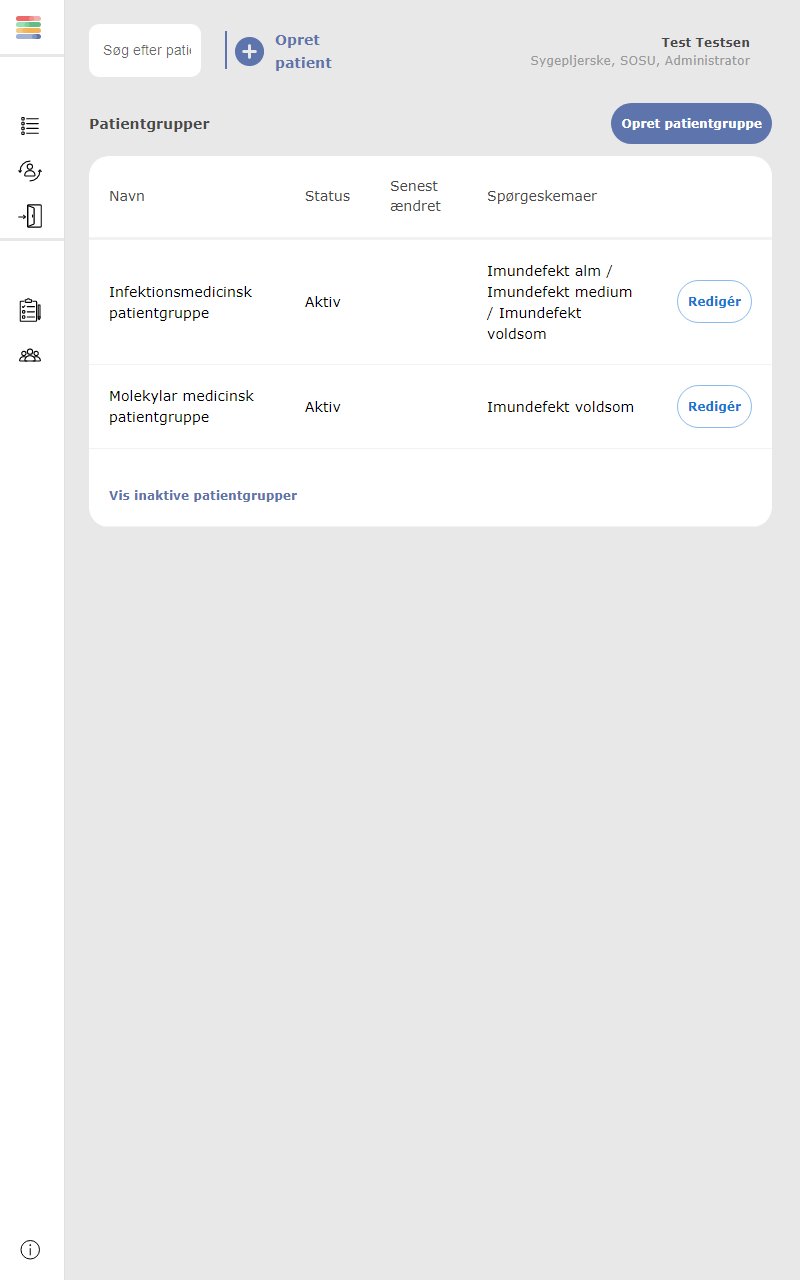 Søg efter pati
Opret
patient
Test Testsen
Sygepljerske, SOSU, Administrator
Patientgrupper
Opret patientgruppe
Navn
Status
Senest
ændret
Spørgeskemaer
Infektionsmedicinsk
patientgruppe
Aktiv
Imundefekt alm /
Imundefekt medium
/ Imundefekt
voldsom
Redigér
Molekylar medicinsk
patientgruppe
Aktiv
Imundefekt voldsom
Redigér
Vis inaktive patientgrupper